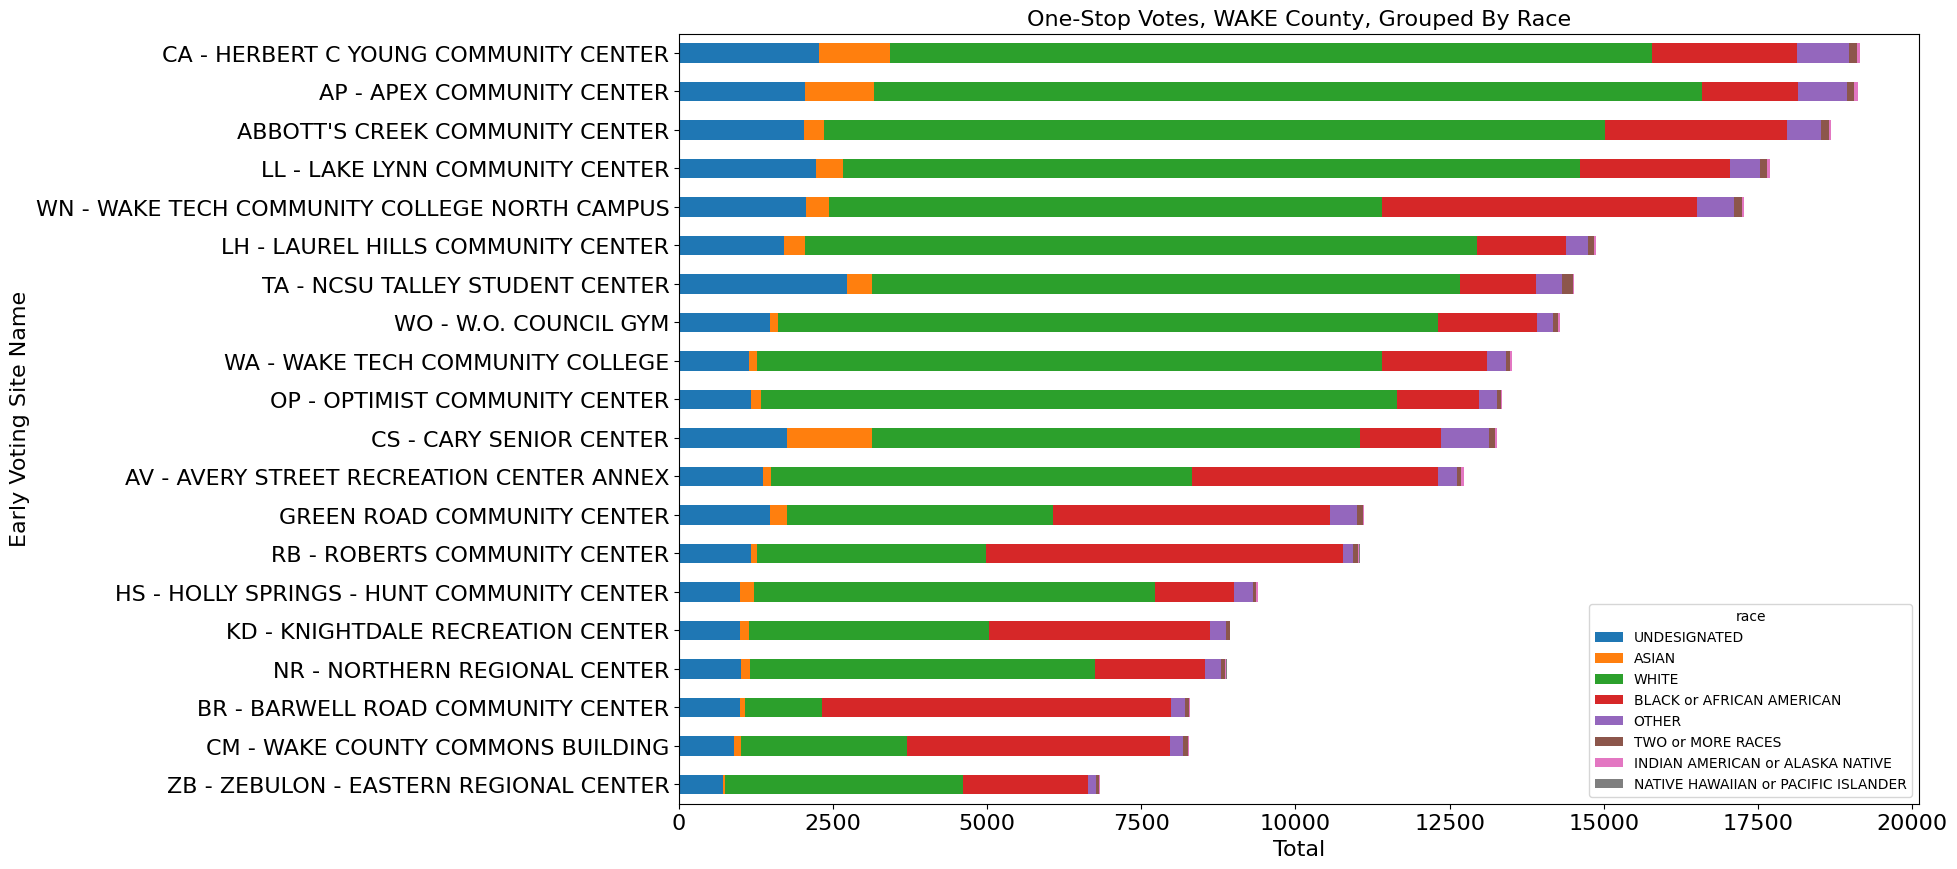 One-Stop Votes, WAKE County, Grouped By Race
Early Voting Site Name
CA - HERBERT C YOUNG COMMUNITY CENTER
AP - APEX COMMUNITY CENTER
ABBOTT'S CREEK COMMUNITY CENTER
LL - LAKE LYNN COMMUNITY CENTER
WN - WAKE TECH COMMUNITY COLLEGE NORTH CAMPUS
LH - LAUREL HILLS COMMUNITY CENTER
TA - NCSU TALLEY STUDENT CENTER
WO - W.O. COUNCIL GYM
WA - WAKE TECH COMMUNITY COLLEGE
OP - OPTIMIST COMMUNITY CENTER
CS - CARY SENIOR CENTER
AV - AVERY STREET RECREATION CENTER ANNEX
GREEN ROAD COMMUNITY CENTER
RB - ROBERTS COMMUNITY CENTER
HS - HOLLY SPRINGS - HUNT COMMUNITY CENTER
KD - KNIGHTDALE RECREATION CENTER
NR - NORTHERN REGIONAL CENTER
BR - BARWELL ROAD COMMUNITY CENTER
CM - WAKE COUNTY COMMONS BUILDING
ZB - ZEBULON - EASTERN REGIONAL CENTER
race
UNDESIGNATED
ASIAN
WHITE
BLACK or AFRICAN AMERICAN
OTHER
TWO or MORE RACES
INDIAN AMERICAN or ALASKA NATIVE
NATIVE HAWAIIAN or PACIFIC ISLANDER
0 2500 5000 7500 10000 12500 15000 17500 20000
Total